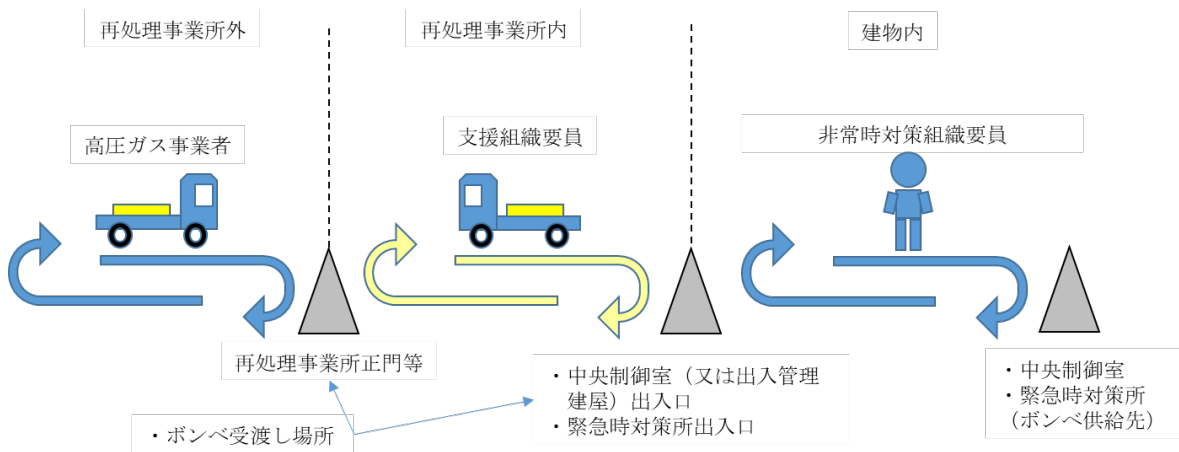 再処理事業所外
再処理事業所内
建物内
高圧ガス事業者
支援組織要員
非常時対策組織要員
再処理事業所正門等
・ボンベ受渡し場所
・中央制御室（又は出入管理
建屋）出入口
・緊急時対策所出入口
・中央制御室
・緊急時対策所
（ボンベ供給先）